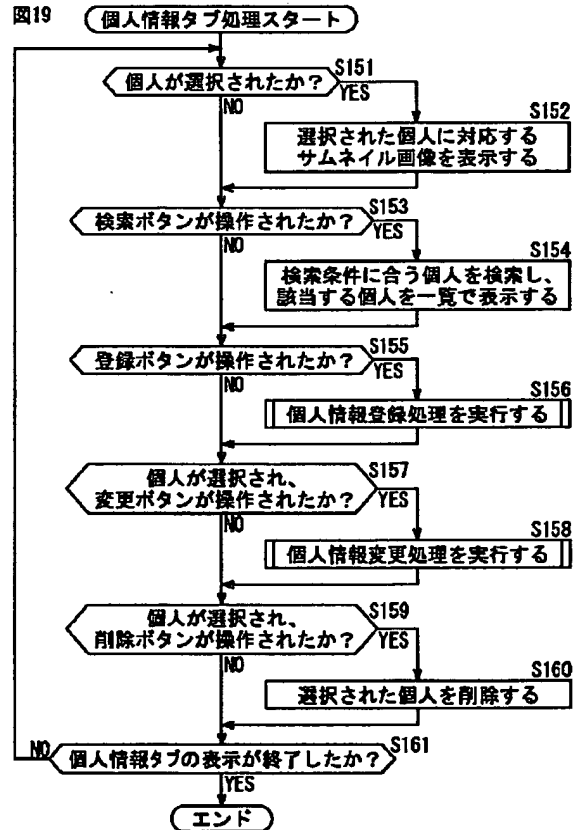 図19
個人情報タブ処理スタート
個人が選択されたか？
S151
YES
NO
S152
選択された個人に対応する
サムネイル画像を表示する
検索ボタンが操作されたか？
S153
YES
NO
S154
検索条件に合う個人を検索し、
該当する個人を一覧で表示する
登録ボタンが操作されたか？
S155
YES
NO
S156
個人情報登録処理を実行する
個人が選択され、
変更ボタンが操作されたか？
S157
YES
NO
S158
個人情報変更処理を実行する
個人が選択され、
削除ボタンが操作されたか？
S159
YES
NO
S160
選択された個人を削除する
NO
個人情報タブの表示が終了したか？
S161
YES
エンド